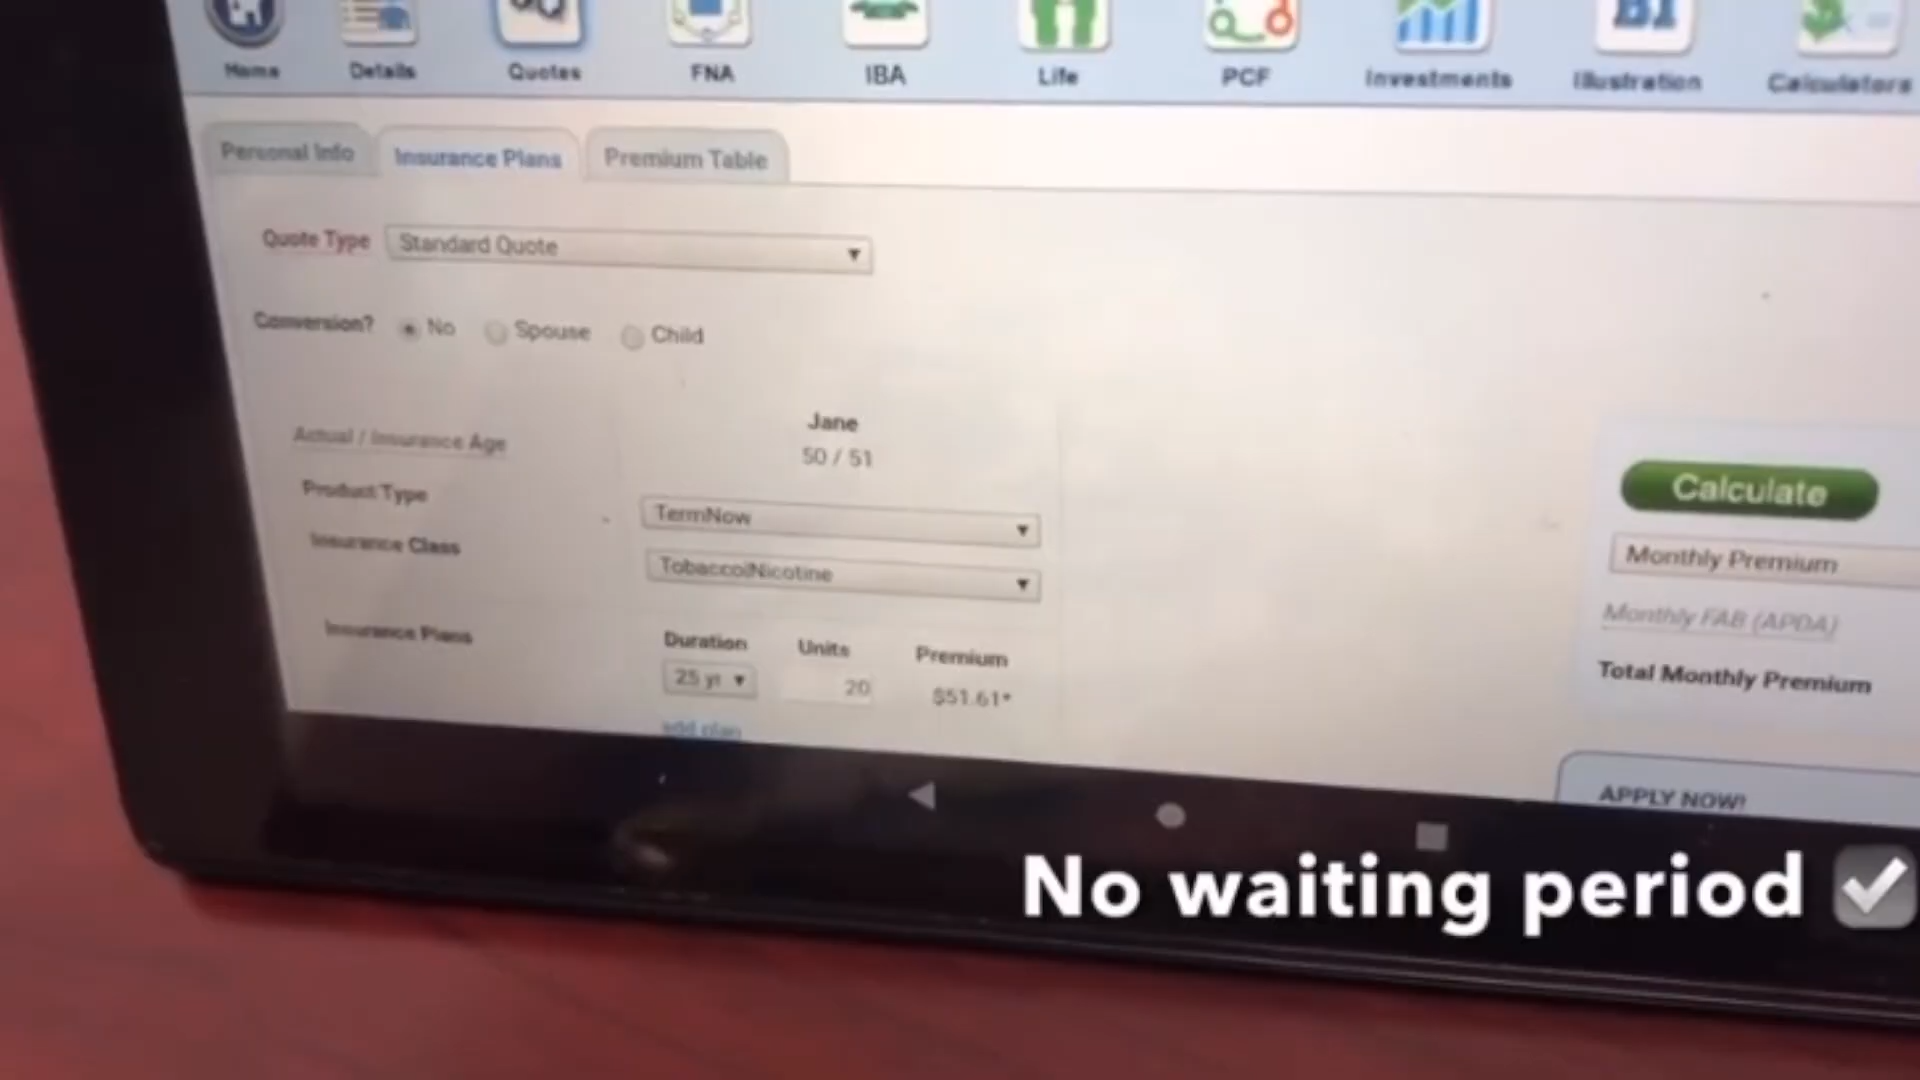 Home Details Quotes FNA IBA Life PCF Investments Illustration Calculators
Personal Info Insurance Plans Premium Table
Quote Type Standard Quote
Conversion? No Spouse Child
Jane
Actual / Insurance Age 50 / 51
Product Type TermNow
Insurance Class Tobacco|Nicotine
Insurance Plans Duration Units Premium
25 yr 20 $51.61*
add plan
Calculate
Monthly Premium
Monthly FAB (APDA)
Total Monthly Premium
APPLY NOW!
No waiting period